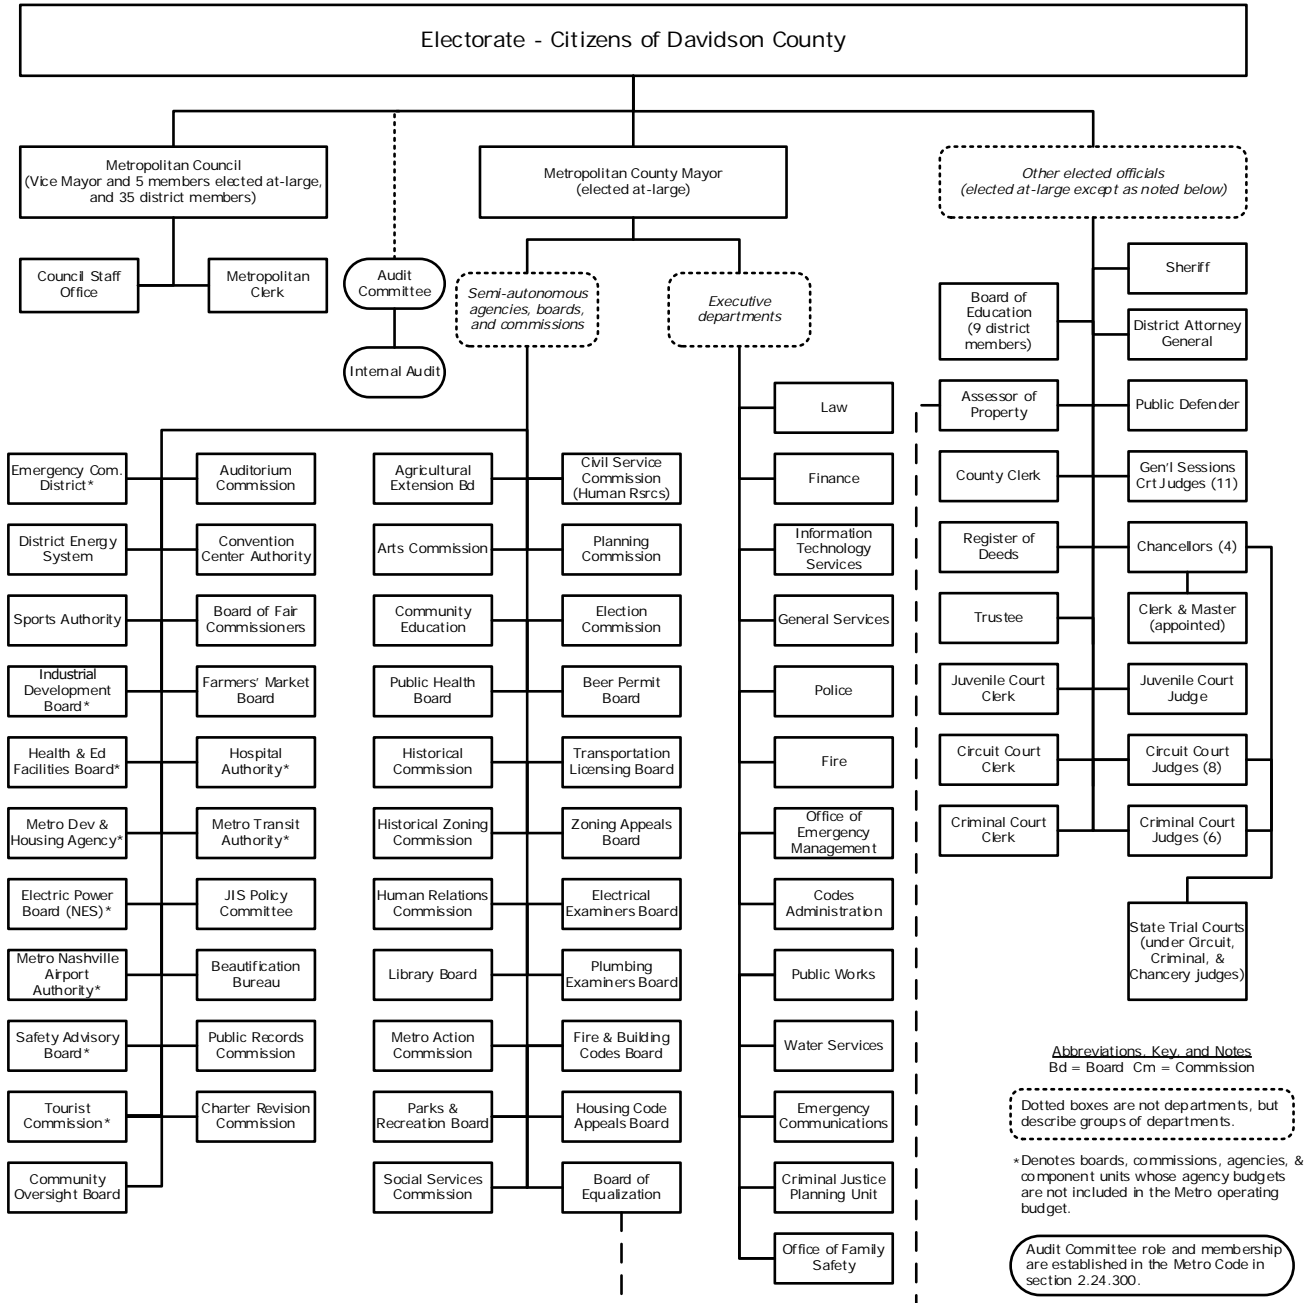 Electorate - Citizens of Davidson County
Metropolitan Council
(Vice Mayor and 5 members elected at-large,
and 35 district members)
Metropolitan County Mayor
(elected at-large)
Other elected officials
(elected at-large except as noted below)
Council Staff
Office
Metropolitan
Clerk
Audit
Committee
Internal Audit
Semi-autonomous
agencies, boards,
and commissions
Executive
departments
Emergency Com.
District*
Auditorium
Commission
District Energy
System
Convention
Center Authority
Sports Authority
Board of Fair
Commissioners
Industrial
Development
Board*
Farmers' Market
Board
Health & Ed
Facilities Board*
Hospital
Authority*
Metro Dev &
Housing Agency*
Metro Transit
Authority*
Electric Power
Board (NES)*
JIS Policy
Committee
Metro Nashville
Airport
Authority*
Beautification
Bureau
Safety Advisory
Board*
Public Records
Commission
Tourist
Commission*
Charter Revision
Commission
Community
Oversight Board
Agricultural
Extension Bd
Civil Service
Commission
(Human Rsrcs)
Arts Commission
Planning
Commission
Community
Education
Election
Commission
Public Health
Board
Beer Permit
Board
Historical
Commission
Transportation
Licensing Board
Historical Zoning
Commission
Zoning Appeals
Board
Human Relations
Commission
Electrical
Examiners Board
Library Board
Plumbing
Examiners Board
Metro Action
Commission
Fire & Building
Codes Board
Parks &
Recreation Board
Housing Code
Appeals Board
Social Services
Commission
Board of
Equalization
Law
Finance
Information
Technology
Services
General Services
Police
Fire
Office of
Emergency
Management
Codes
Administration
Public Works
Water Services
Emergency
Communications
Criminal Justice
Planning Unit
Office of Family
Safety
Sheriff
Board of
Education
(9 district
members)
District Attorney
General
Assessor of
Property
Public Defender
County Clerk
Gen'l Sessions
Crt Judges (11)
Register of
Deeds
Chancellors (4)
Trustee
Clerk & Master
(appointed)
Juvenile Court
Clerk
Juvenile Court
Judge
Circuit Court
Clerk
Circuit Court
Judges (8)
Criminal Court
Clerk
Criminal Court
Judges (6)
State Trial Courts
(under Circuit,
Criminal, &
Chancery judges)
Abbreviations, Key, and Notes
Bd = Board Cm = Commission
Dotted boxes are not departments, but
describe groups of departments.
*Denotes boards, commissions, agencies, &
component units whose agency budgets
are not included in the Metro operating
budget.
Audit Committee role and membership
are established in the Metro Code in
section 2.24.300.